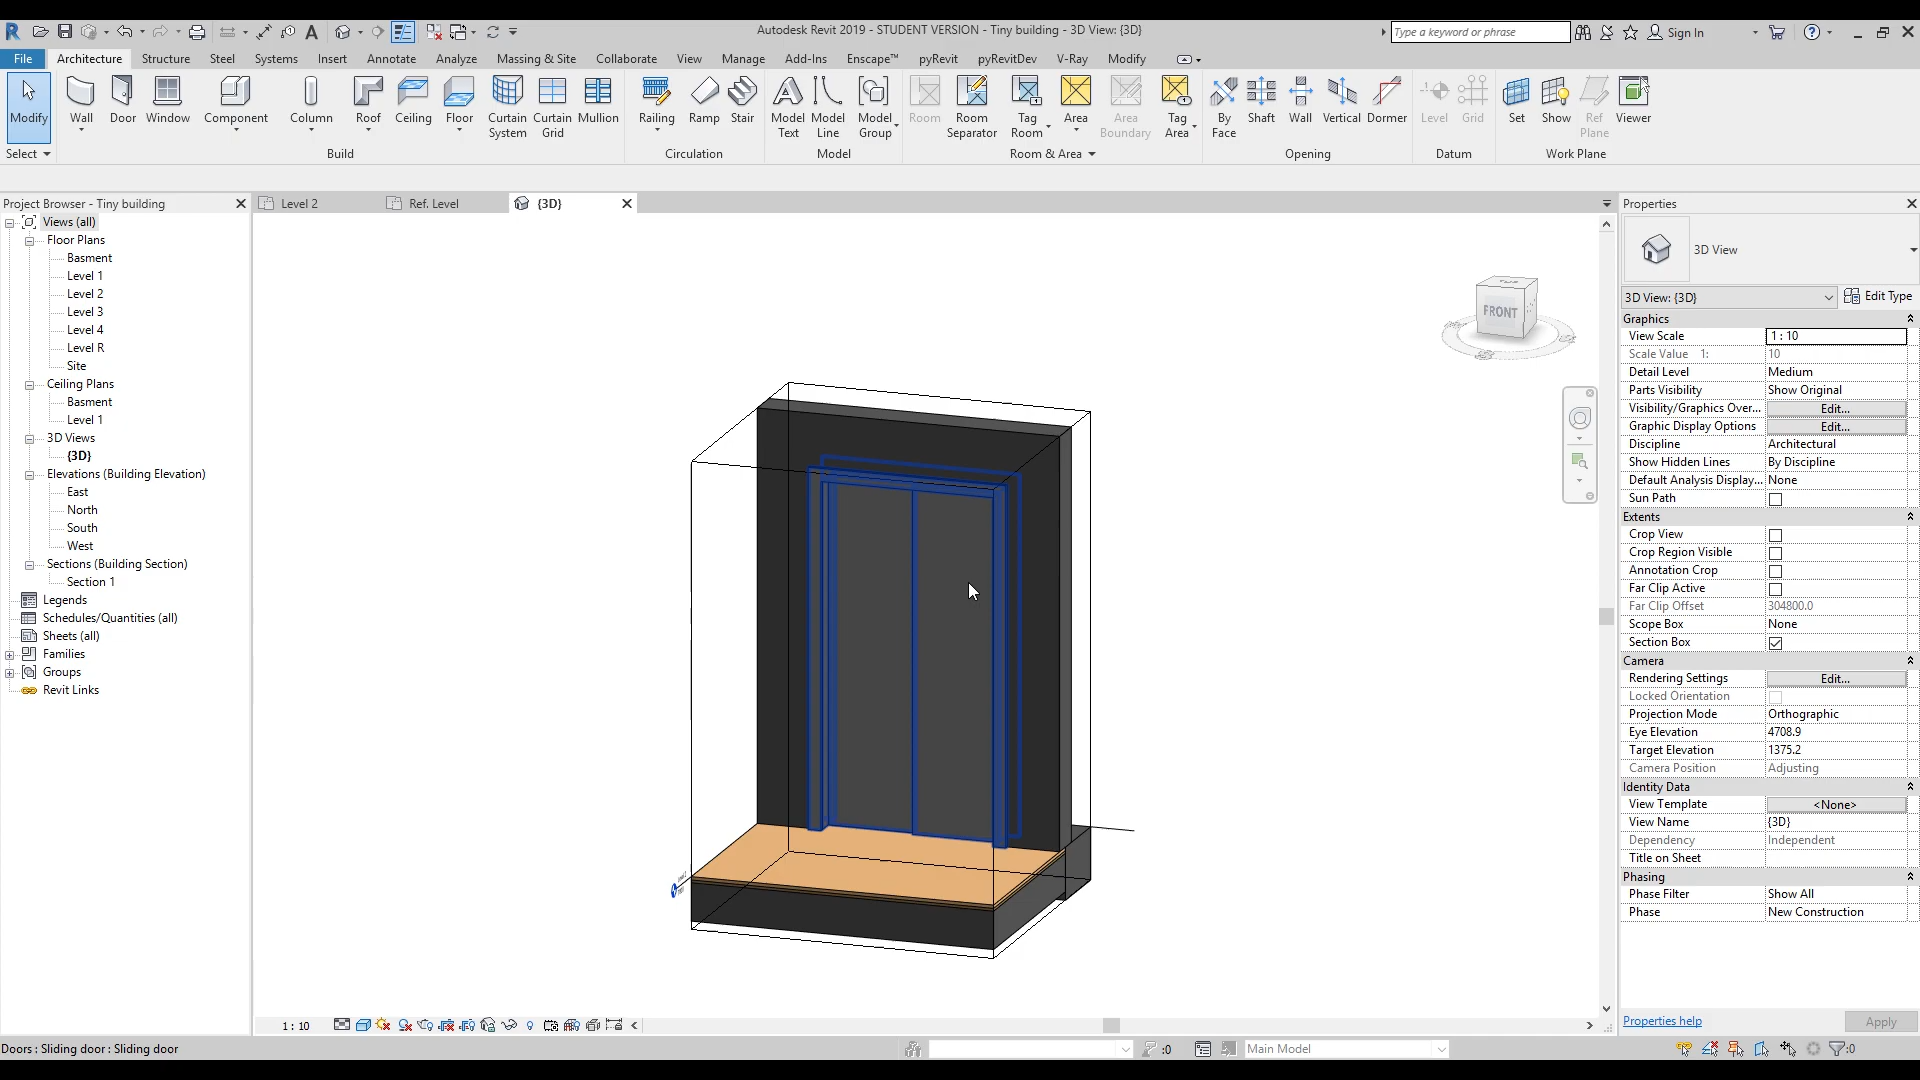 Autodesk Revit 2019 - STUDENT VERSION - Tiny building - 3D View: {3D}
Type a keyword or phrase
Sign In
File Architecture Structure Steel Systems Insert Annotate Analyze Massing & Site Collaborate View Manage Add-Ins Enscape™ pyRevit pyRevitDev V-Ray Modify
Modify
Wall
Door
Window
Component
Column
Roof
Ceiling
Floor
Curtain System
Curtain Grid
Mullion
Railing
Ramp
Stair
Model Text
Model Line
Model Group
Room
Room Separator
Tag Room
Area
Area Boundary
Tag Area
By Face
Shaft
Wall
Vertical
Dormer
Level
Grid
Set
Show
Ref Plane
Viewer
Select
Build
Circulation
Model
Room & Area
Opening
Datum
Work Plane
Project Browser - Tiny building
Views (all)
Floor Plans
Basment
Level 1
Level 2
Level 3
Level 4
Level R
Site
Ceiling Plans
Basment
Level 1
3D Views
{3D}
Elevations (Building Elevation)
East
North
South
West
Sections (Building Section)
Section 1
Legends
Schedules/Quantities (all)
Sheets (all)
Families
Groups
Revit Links
Level 2
Ref. Level
{3D}
FRONT
Properties
3D View
3D View: {3D}
Edit Type
Graphics
View Scale 1 : 10
Scale Value 1: 10
Detail Level Medium
Parts Visibility Show Original
Visibility/Graphics Over... Edit...
Graphic Display Options Edit...
Discipline Architectural
Show Hidden Lines By Discipline
Default Analysis Display... None
Sun Path
Extents
Crop View
Crop Region Visible
Annotation Crop
Far Clip Active
Far Clip Offset 304800.0
Scope Box None
Section Box
Camera
Rendering Settings Edit...
Locked Orientation
Projection Mode Orthographic
Eye Elevation 4708.9
Target Elevation 1375.2
Camera Position Adjusting
Identity Data
View Template <None>
View Name {3D}
Dependency Independent
Title on Sheet
Phasing
Phase Filter Show All
Phase New Construction
Properties help
Apply
1 : 10
Doors : Sliding door : Sliding door
:0
Main Model
:0